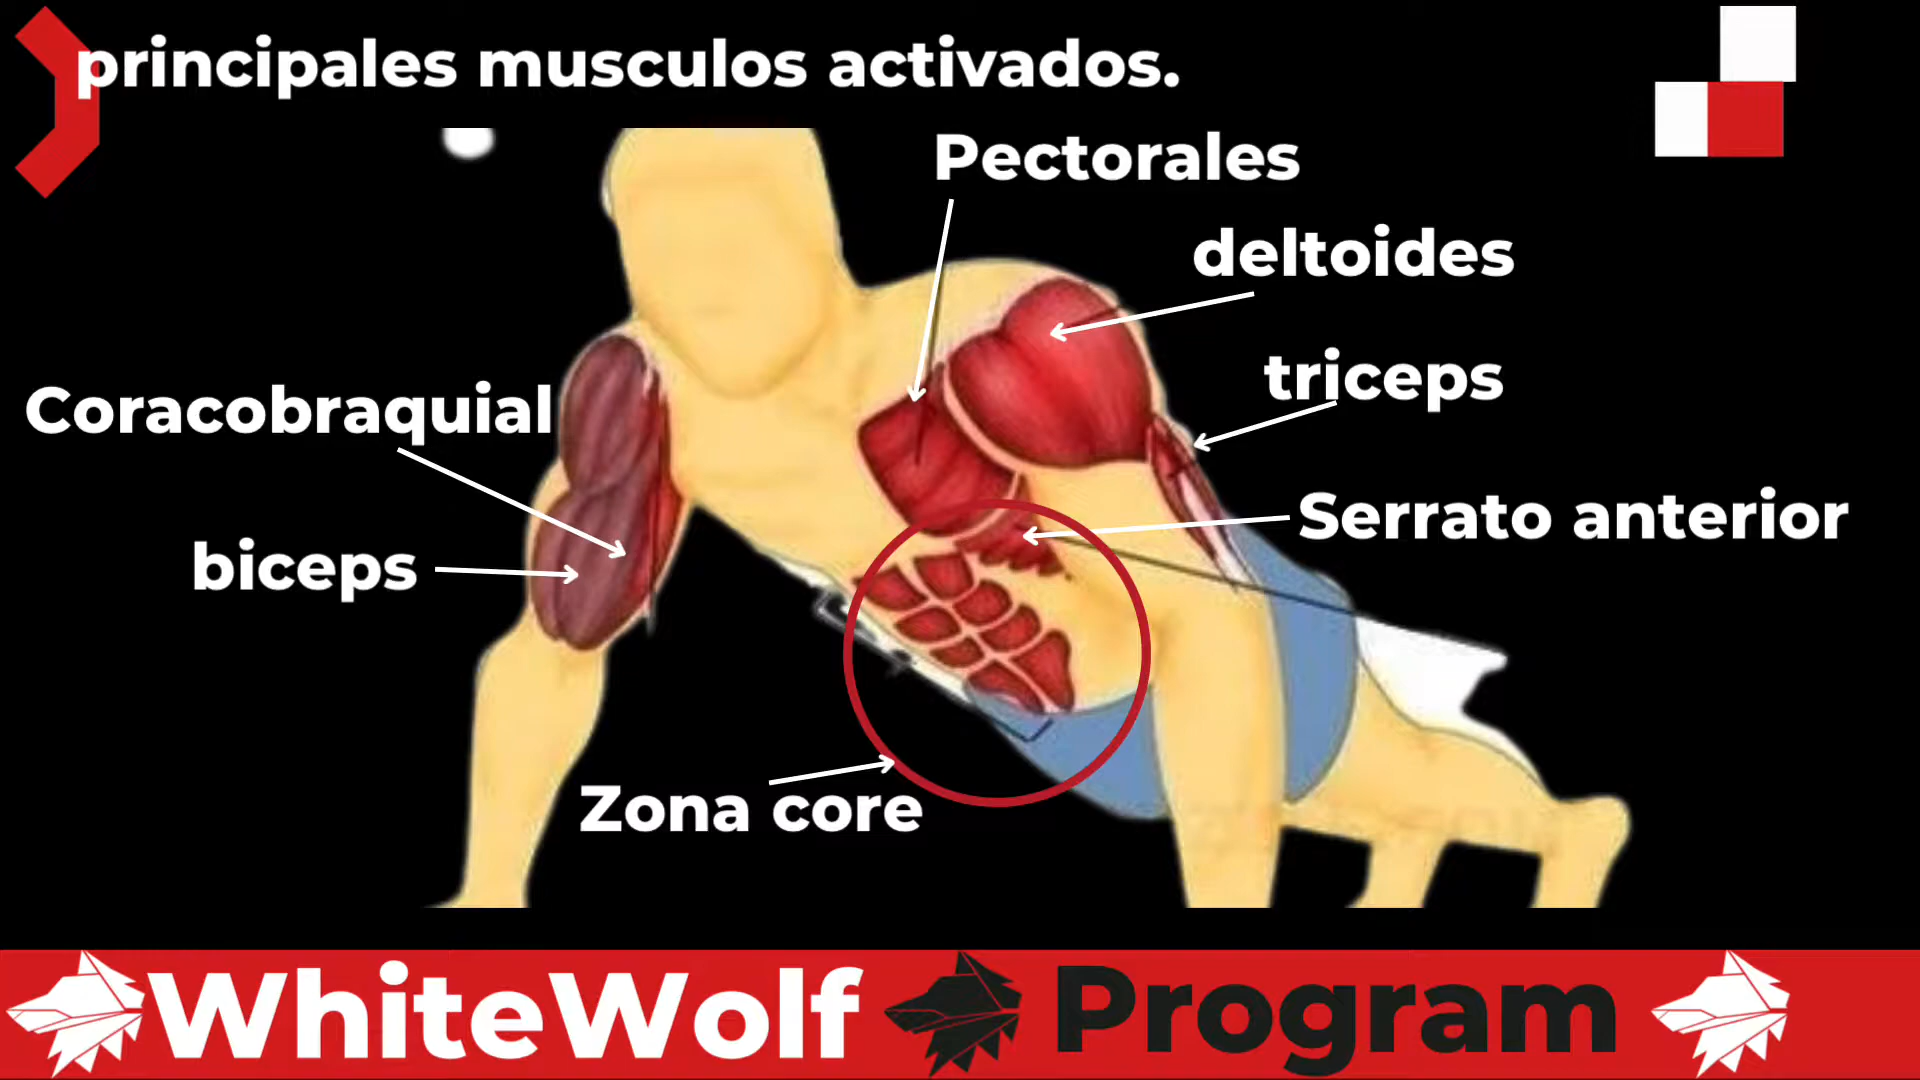 principales musculos activados.
Pectorales
deltoides
triceps
Coracobraquial
Serrato anterior
biceps
Zona core
WhiteWolf Program